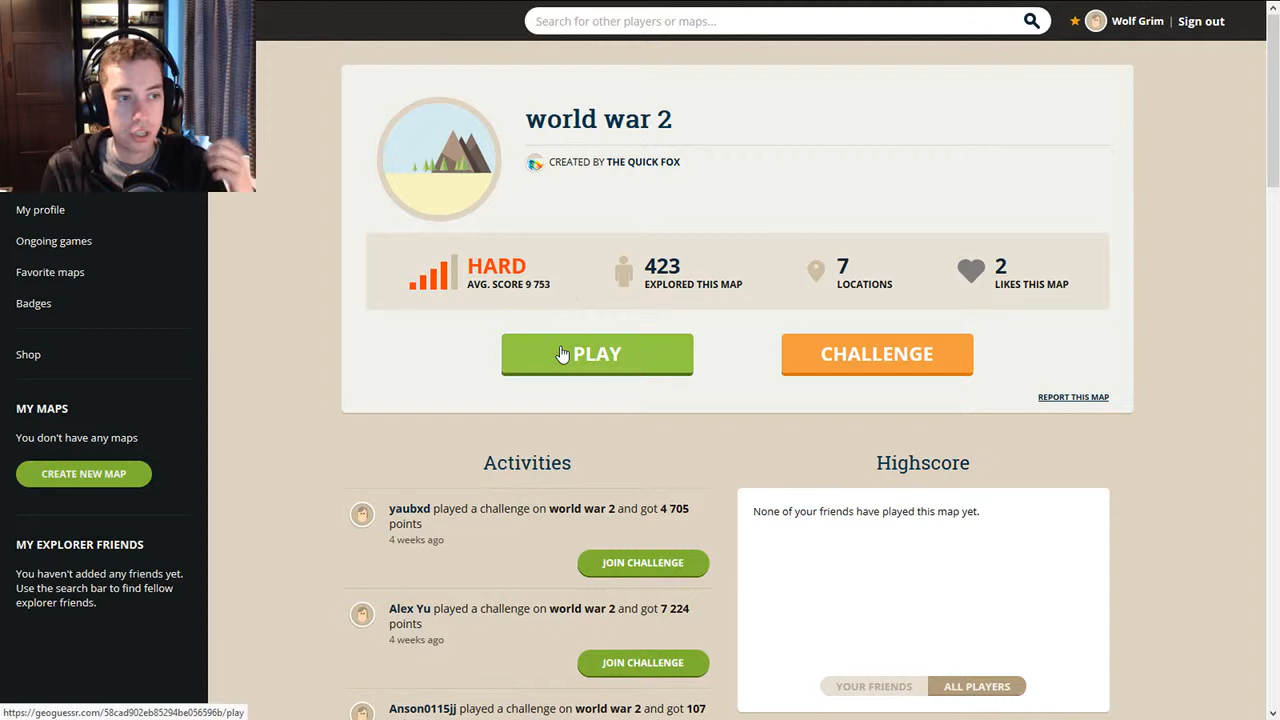 Search for other players or maps...
Wolf Grim | Sign out
world war 2
CREATED BY THE QUICK FOX
HARD
AVG. SCORE 9 753
423
EXPLORED THIS MAP
7
LOCATIONS
2
LIKES THIS MAP
PLAY
CHALLENGE
REPORT THIS MAP
My profile
Ongoing games
Favorite maps
Badges
Shop
MY MAPS
You don't have any maps
CREATE NEW MAP
MY EXPLORER FRIENDS
You haven't added any friends yet.
Use the search bar to find fellow
explorer friends.
Activities
yaubxd played a challenge on world war 2 and got 4 705
points
4 weeks ago
JOIN CHALLENGE
Alex Yu played a challenge on world war 2 and got 7 224
points
4 weeks ago
JOIN CHALLENGE
Anson0115jj played a challenge on world war 2 and got 107
Highscore
None of your friends have played this map yet.
YOUR FRIENDS
ALL PLAYERS
https://geoguessr.com/58cad902eb85294be056596b/play